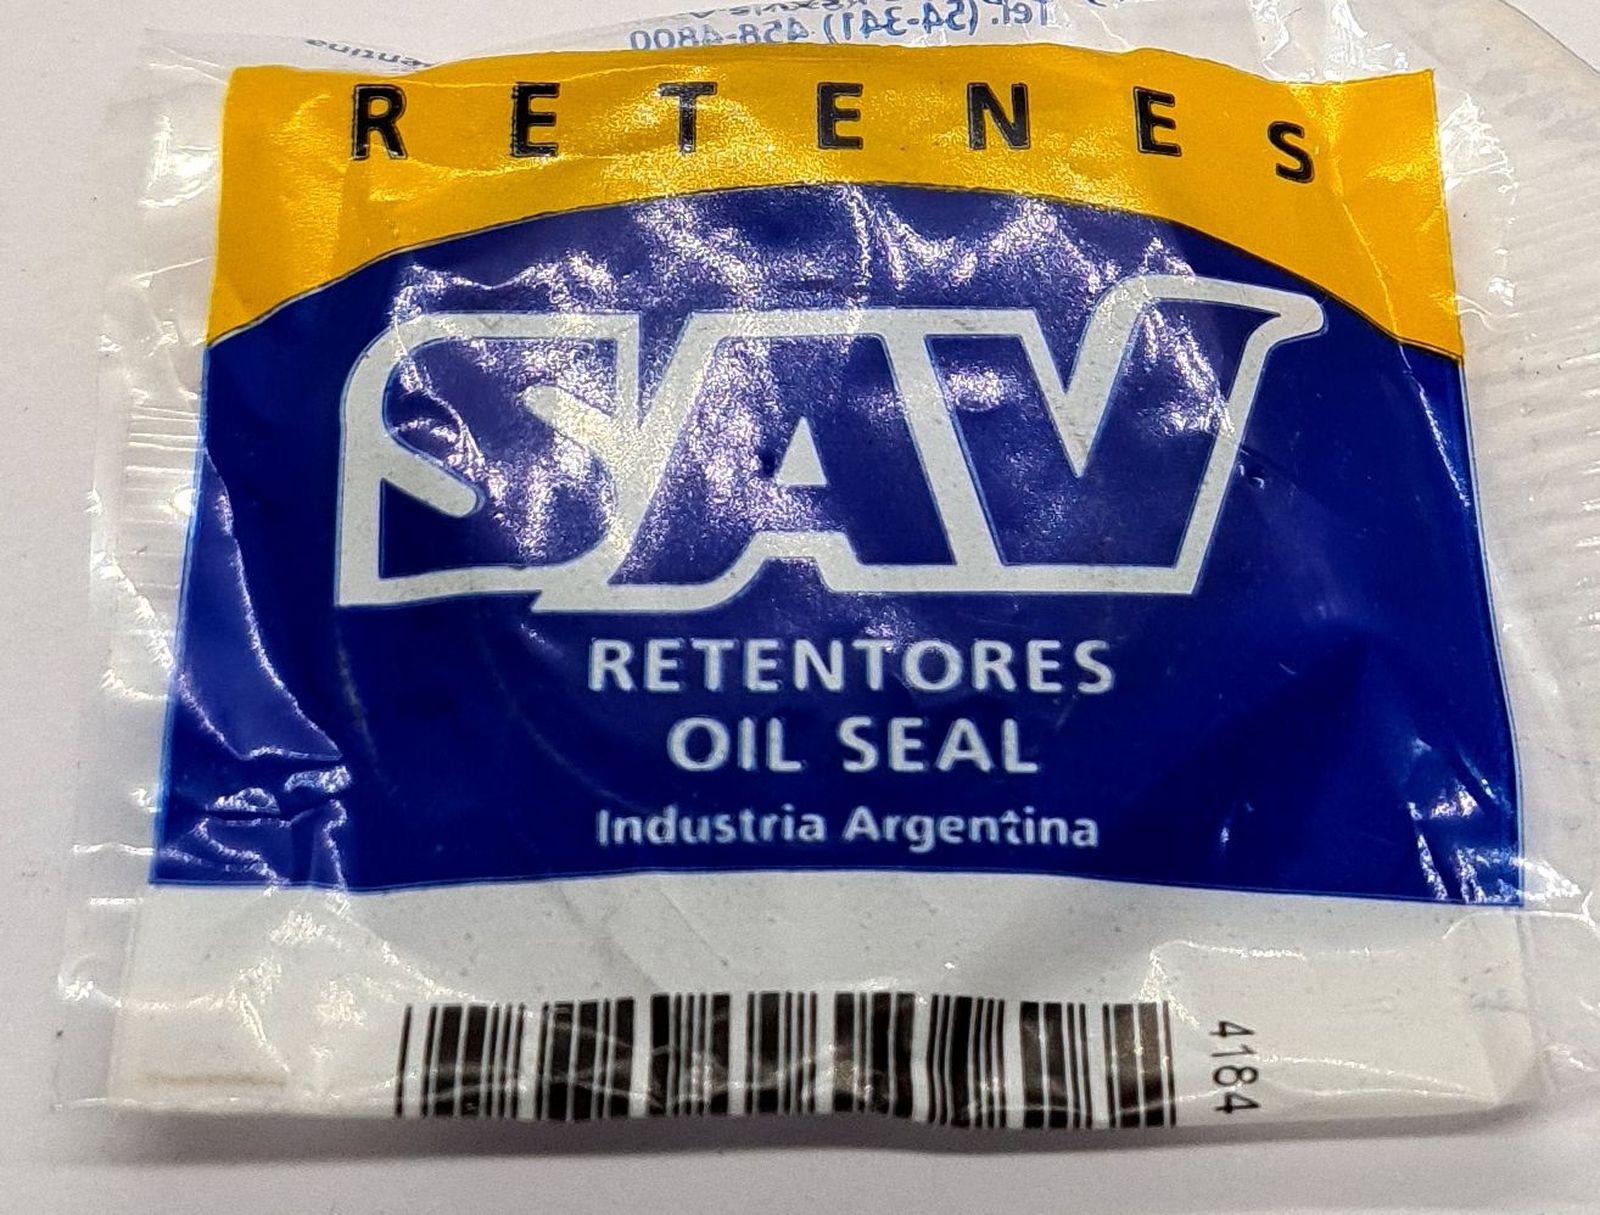 Tel. (54-341) 458-4800
RETENES
SAV
RETENTORES
OIL SEAL
Industria Argentina
4184